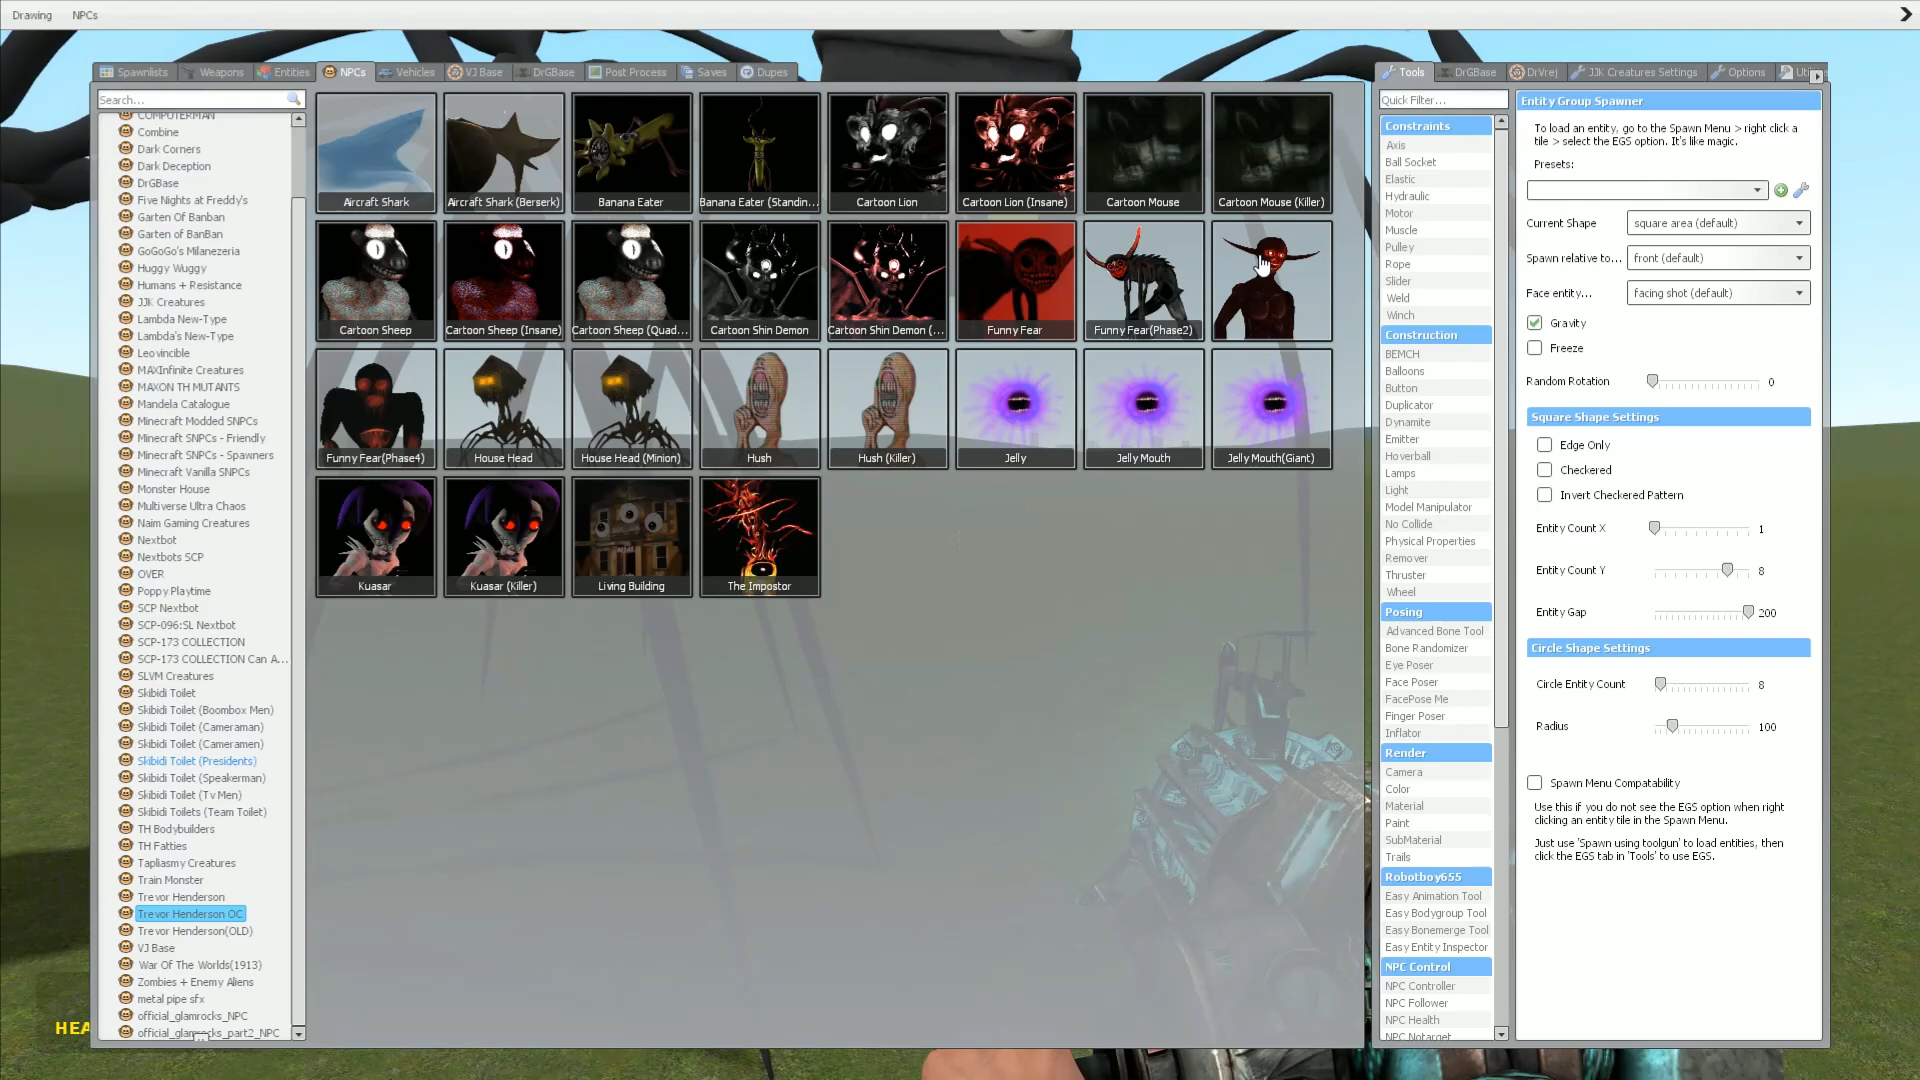 Drawing NPCs
Spawnlists Weapons Entities NPCs Vehicles VJ Base DrGBase Post Process Saves Dupes
Search...
COMPUTERMAN
Combine
Dark Corners
Dark Deception
DrGBase
Five Nights at Freddy's
Garten Of Banban
Garten of BanBan
GoGoGo's Milanezeria
Huggy Wuggy
Humans + Resistance
JJK Creatures
Lambda New-Type
Lambda's New-Type
Leovincible
MAXInfinite Creatures
MAXON TH MUTANTS
Mandela Catalogue
Minecraft Modded SNPCs
Minecraft SNPCs - Friendly
Minecraft SNPCs - Spawners
Minecraft Vanilla SNPCs
Monster House
Multiverse Ultra Chaos
Naim Gaming Creatures
Nextbot
Nextbots SCP
OVER
Poppy Playtime
SCP Nextbot
SCP-096:SL Nextbot
SCP-173 COLLECTION
SCP-173 COLLECTION Can A...
SLVM Creatures
Skibidi Toilet
Skibidi Toilet (Boombox Men)
Skibidi Toilet (Cameraman)
Skibidi Toilet (Cameramen)
Skibidi Toilet (Presidents)
Skibidi Toilet (Speakerman)
Skibidi Toilet (Tv Men)
Skibidi Toilets (Team Toilet)
TH Bodybuilders
TH Fatties
Tapliasmy Creatures
Train Monster
Trevor Henderson
Trevor Henderson OC
Trevor Henderson(OLD)
VJ Base
War Of The Worlds(1913)
Zombies + Enemy Aliens
metal pipe sfx
official_glamrocks_NPC
official_glamrocks_part2_NPC
HEA
Aircraft Shark
Aircraft Shark (Berserk)
Banana Eater
Banana Eater (Standin...
Cartoon Lion
Cartoon Lion (Insane)
Cartoon Mouse
Cartoon Mouse (Killer)
Cartoon Sheep
Cartoon Sheep (Insane)
Cartoon Sheep (Quad...
Cartoon Shin Demon
Cartoon Shin Demon (...
Funny Fear
Funny Fear(Phase2)
Funny Fear(Phase4)
House Head
House Head (Minion)
Hush
Hush (Killer)
Jelly
Jelly Mouth
Jelly Mouth(Giant)
Kuasar
Kuasar (Killer)
Living Building
The Impostor
Tools DrGBase DrVrej JJK Creatures Settings Options Utili
Quick Filter...
Constraints
Axis
Ball Socket
Elastic
Hydraulic
Motor
Muscle
Pulley
Rope
Slider
Weld
Winch
Construction
BEMCH
Balloons
Button
Duplicator
Dynamite
Emitter
Hoverball
Lamps
Light
Model Manipulator
No Collide
Physical Properties
Remover
Thruster
Wheel
Posing
Advanced Bone Tool
Bone Randomizer
Eye Poser
Face Poser
FacePose Me
Finger Poser
Inflator
Render
Camera
Color
Material
Paint
SubMaterial
Trails
Robotboy655
Easy Animation Tool
Easy Bodygroup Tool
Easy Bonemerge Tool
Easy Entity Inspector
NPC Control
NPC Controller
NPC Follower
NPC Health
NPC Notarget
Entity Group Spawner
To load an entity, go to the Spawn Menu > right click a
tile > select the EGS option. It's like magic.
Presets:
Current Shape square area (default)
Spawn relative to... front (default)
Face entity... facing shot (default)
Gravity
Freeze
Random Rotation 0
Square Shape Settings
Edge Only
Checkered
Invert Checkered Pattern
Entity Count X 1
Entity Count Y 8
Entity Gap 200
Circle Shape Settings
Circle Entity Count 8
Radius 100
Spawn Menu Compatability
Use this if you do not see the EGS option when right
clicking an entity tile in the Spawn Menu.
Just use 'Spawn using toolgun' to load entities, then
click the EGS tab in 'Tools' to use EGS.